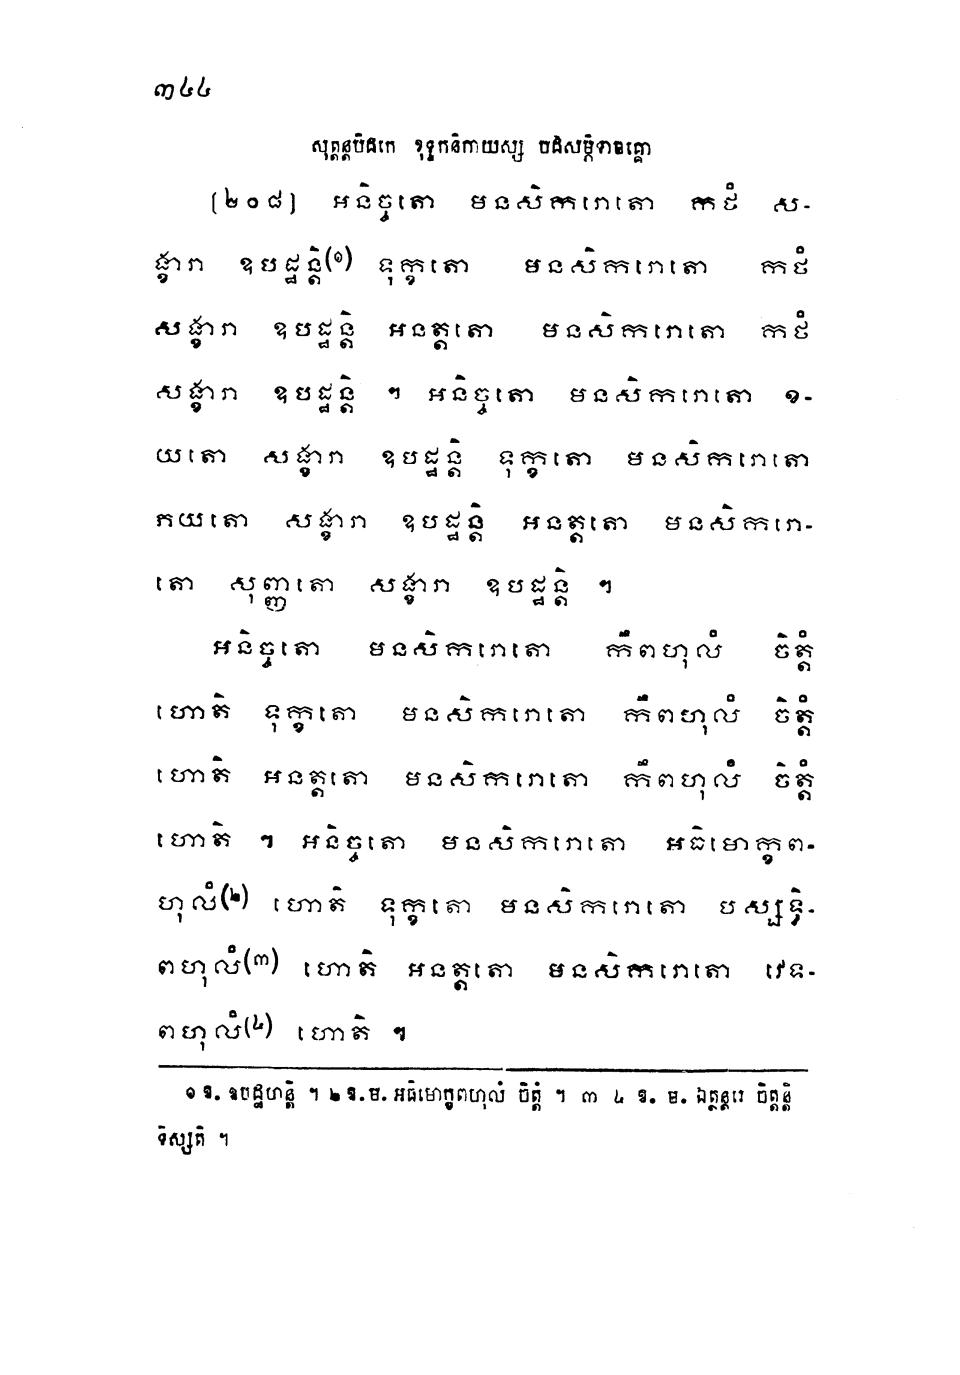 ៣៤៤
សុត្តន្តបិដកេ ខុទ្ទកនិកាយស្ស បដិសម្ភិទាមគ្គោ
[២០៨] អនិច្ចតោ មនសិការោតោ កថំ ស-
ង្ខារា ឧបដ្ឋន្តិ(១) ទុក្ខតោ មនសិការោតោ កថំ
សង្ខារា ឧបដ្ឋន្តិ អនត្តតោ មនសិការោតោ កថំ
សង្ខារា ឧបដ្ឋន្តិ ។ អនិច្ចតោ មនសិការោតោ ខ-
យតោ សង្ខារា ឧបដ្ឋន្តិ ទុក្ខតោ មនសិការោតោ
ភយតោ សង្ខារា ឧបដ្ឋន្តិ អនត្តតោ មនសិការោ-
តោ សុញ្ញតោ សង្ខារា ឧបដ្ឋន្តិ ។
អនិច្ចតោ មនសិការោតោ កឹពហុលំ ចិត្តំ
ហោតិ ទុក្ខតោ មនសិការោតោ កឹពហុលំ ចិត្តំ
ហោតិ អនត្តតោ មនសិការោតោ កឹពហុលំ ចិត្តំ
ហោតិ ។ អនិច្ចតោ មនសិការោតោ អធិមោក្ខព-
ហុលំ(២) ហោតិ ទុក្ខតោ មនសិការោតោ បស្សទ្ធិ-
ពហុលំ(៣) ហោតិ អនត្តតោ មនសិការោតោ វេទ-
ពហុលំ(៤) ហោតិ ។
១ ឱ. ឧបដ្ឋហន្តិ ។ ២ ឱ. ម. អធិមោក្ខពហុលំ ចិត្តំ ។ ៣ ៤ ឱ. ម. ឯត្ថន្តរេ ចិត្តន្តិ
ទិស្សតិ ។